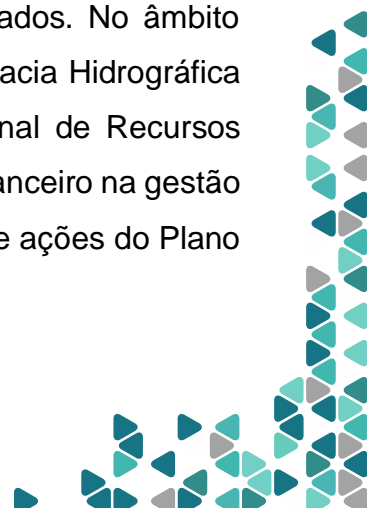 ados. No âmbito
acia Hidrográfica
nal de Recursos
anceiro na gestão
e ações do Plano